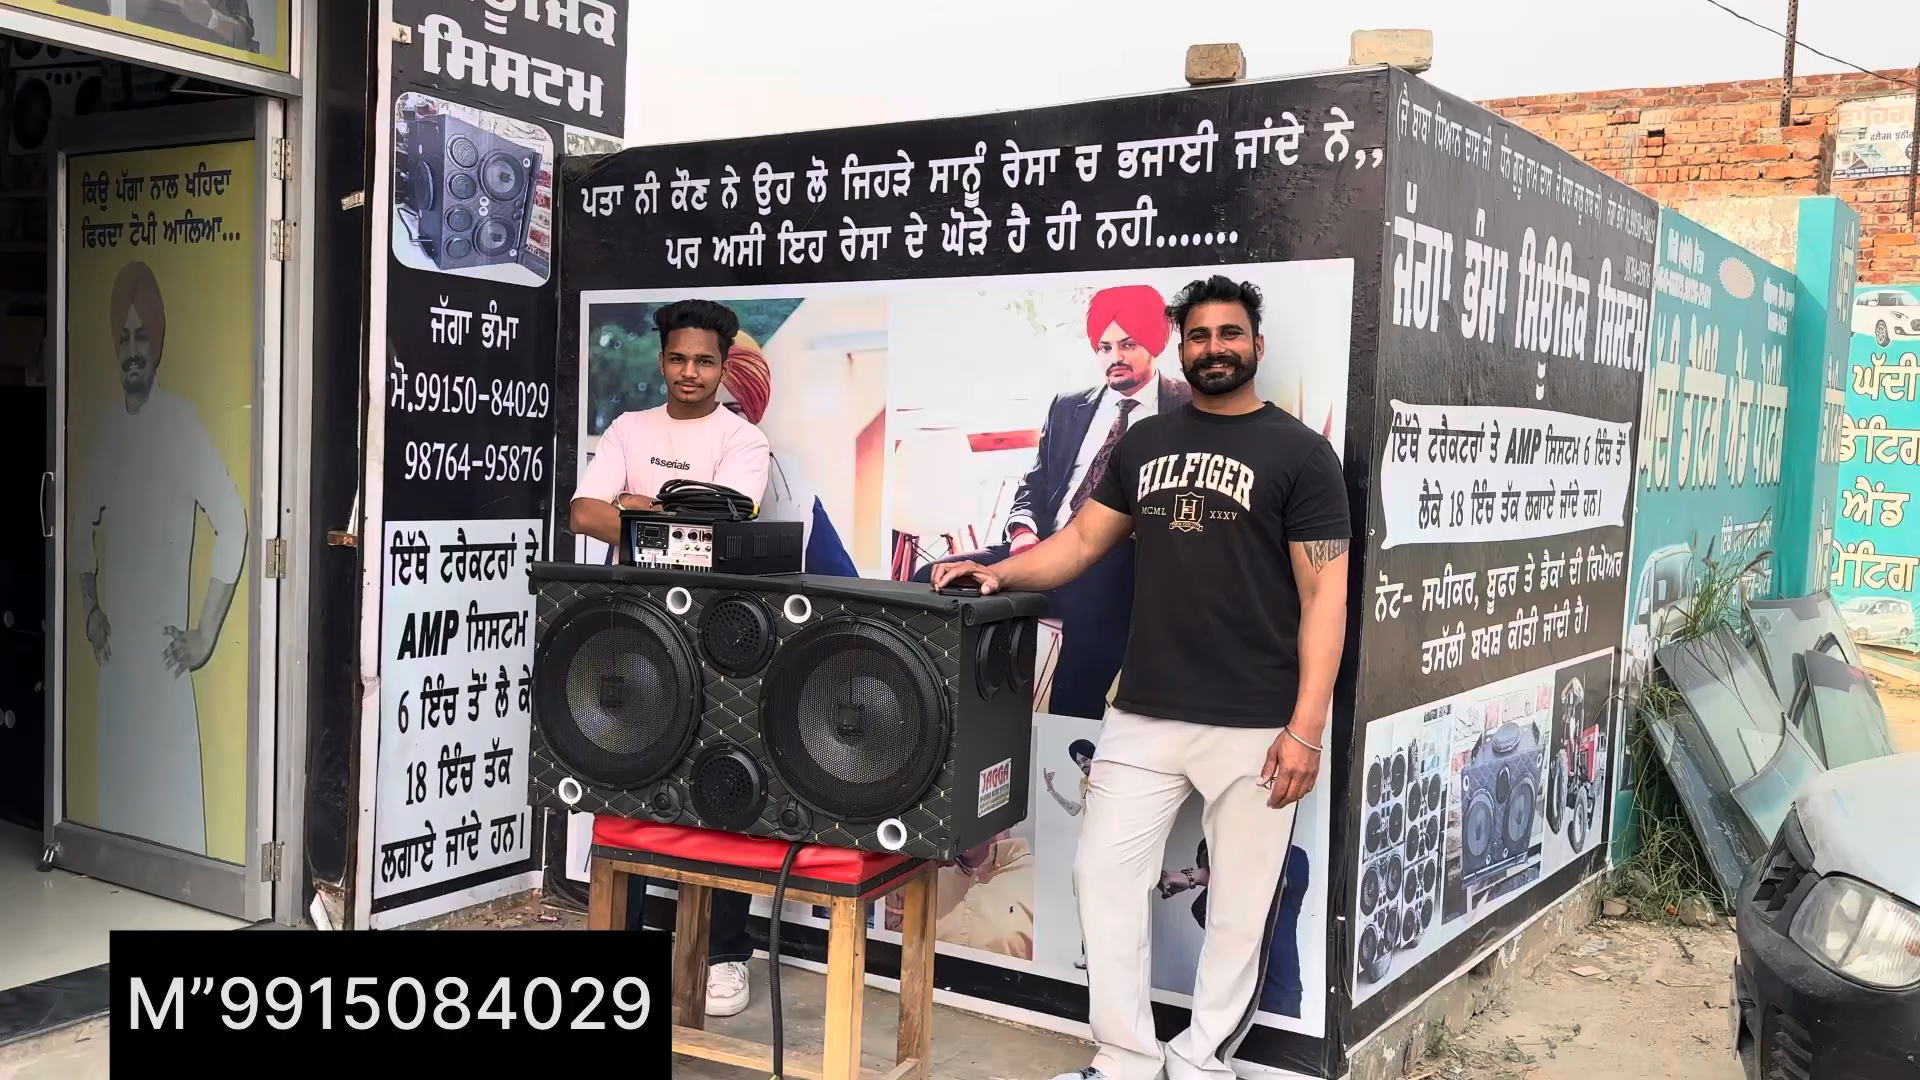 ਸਿਸਟਮ
ਜੱਗਾ ਭੰਮਾ
ਮੋ.99150-84029
98764-95876
ਇੱਥੇ ਟਰੈਕਟਰਾਂ ਤੇ
AMP ਸਿਸਟਮ
6 ਇੰਚ ਤੋਂ ਲੈ ਕੇ
18 ਇੰਚ ਤੱਕ
ਲਗਾਏ ਜਾਂਦੇ ਹਨ।
ਕਿਉ ਪੱਗਾ ਨਾਲ ਖਹਿਦਾ
ਫਿਰਦਾ ਟੋਪੀ ਆਲਿਆ...
ਪਤਾ ਨੀ ਕੌਣ ਨੇ ਉਹ ਲੋ ਜਿਹੜੇ ਸਾਨੂੰ ਰੇਸਾ ਚ ਭਜਾਈ ਜਾਂਦੇ ਨੇ,,
ਪਰ ਅਸੀ ਇਹ ਰੇਸਾ ਦੇ ਘੋੜੇ ਹੈ ਹੀ ਨਹੀ.......
esserials
HILFIGER
MCML H XXXV
JAGGA
ਜੱਗਾ ਭੰਮਾ ਮਿਊਜਿਕ ਸਿਸਟਮ
ਇੱਥੇ ਟਰੈਕਟਰਾਂ ਤੇ AMP ਸਿਸਟਮ 6 ਇੰਚ ਤੋਂ
ਲੈਕੇ 18 ਇੰਚ ਤੱਕ ਲਗਾਏ ਜਾਂਦੇ ਹਨ।
ਨੋਟ- ਸਪੀਕਰ, ਬੂਫਰ ਤੇ ਡੈਕਾਂ ਦੀ ਰਿਪੇਅਰ
ਤਸੱਲੀ ਬਖਸ਼ ਕੀਤੀ ਜਾਂਦੀ ਹੈ।
ਘੱਦੀ
ਡੈਂਟਿੰਗ
ਐਂਡ
ਪੇਂਟਿਗ
M”9915084029